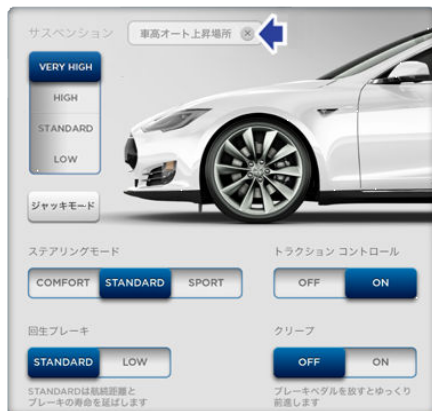 サスペンション
車高オート上昇場所
VERY HIGH
HIGH
STANDARD
LOW
ジャッキモード
ステアリングモード
COMFORT STANDARD SPORT
トラクション コントロール
OFF ON
回生ブレーキ
STANDARD LOW
STANDARDは航続距離と
ブレーキの寿命を延ばします
クリープ
OFF ON
ブレーキペダルを放すとゆっくり
前進します